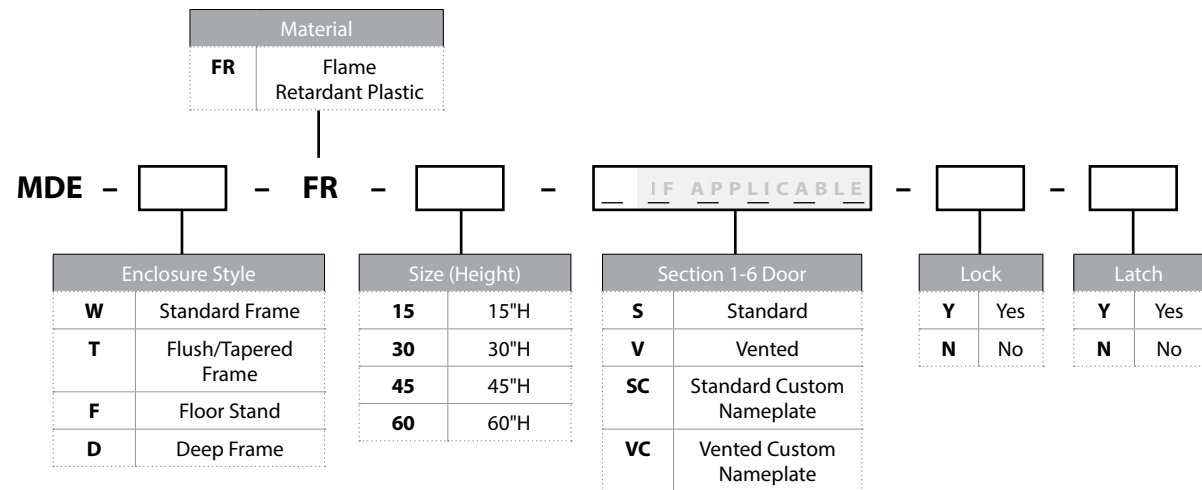 Material
FR Flame
Retardant Plastic
MDE – – FR – – IF APPLICABLE – –
Enclosure Style
W Standard Frame
T Flush/Tapered
Frame
F Floor Stand
D Deep Frame
Size (Height)
15 15"H
30 30"H
45 45"H
60 60"H
Section 1-6 Door
S Standard
V Vented
SC Standard Custom
Nameplate
VC Vented Custom
Nameplate
Lock
Y Yes
N No
Latch
Y Yes
N No